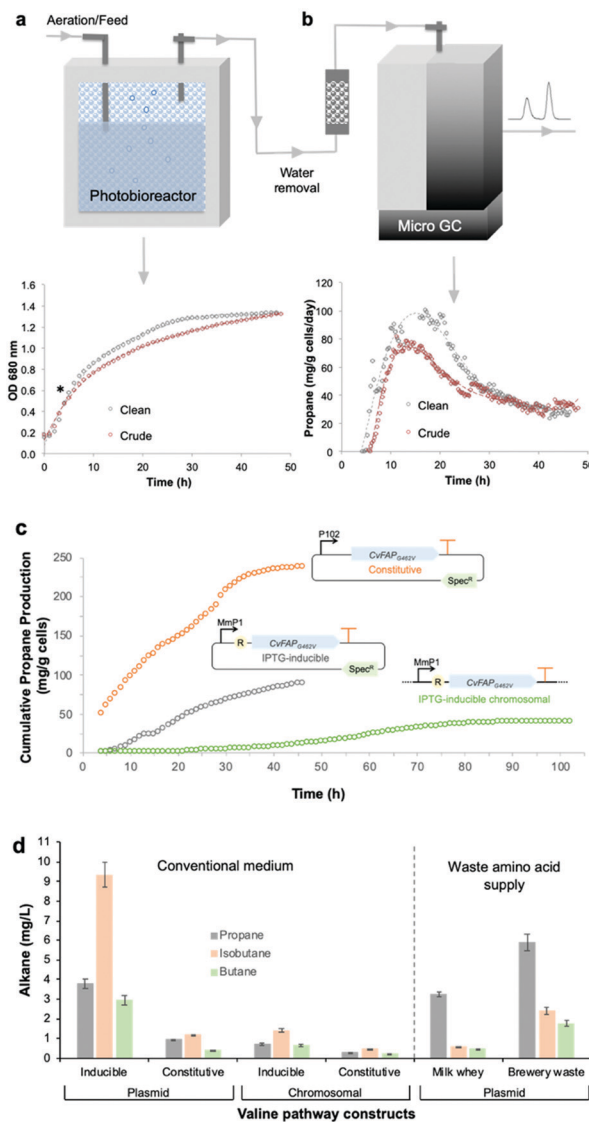 a
Aeration/Feed
Photobioreactor
Water
removal
b
Micro GC
OD 680 nm
1.6
1.4
1.2
1.0
0.8
0.6
0.4
0.2
0.0
*
Clean
Crude
0 10 20 30 40 50
Time (h)
Propane (mg/g cells/day)
120
100
80
60
40
20
0
Clean
Crude
0 10 20 30 40 50
Time (h)
c
Cumulative Propane Production
(mg/g cells)
250
200
150
100
50
0
P102
CvFAPG462V
Constitutive
SpecR
MmP1
R CvFAPG462V
IPTG-inducible
SpecR
MmP1
R CvFAPG462V
IPTG-inducible chromosomal
0 10 20 30 40 50 60 70 80 90 100
Time (h)
d
Alkane (mg/L)
11
10
9
8
7
6
5
4
3
2
1
0
Conventional medium
Waste amino acid
supply
Propane
Isobutane
Butane
Inducible Constitutive Inducible Constitutive Milk whey Brewery waste
Plasmid Chromosomal Plasmid
Valine pathway constructs